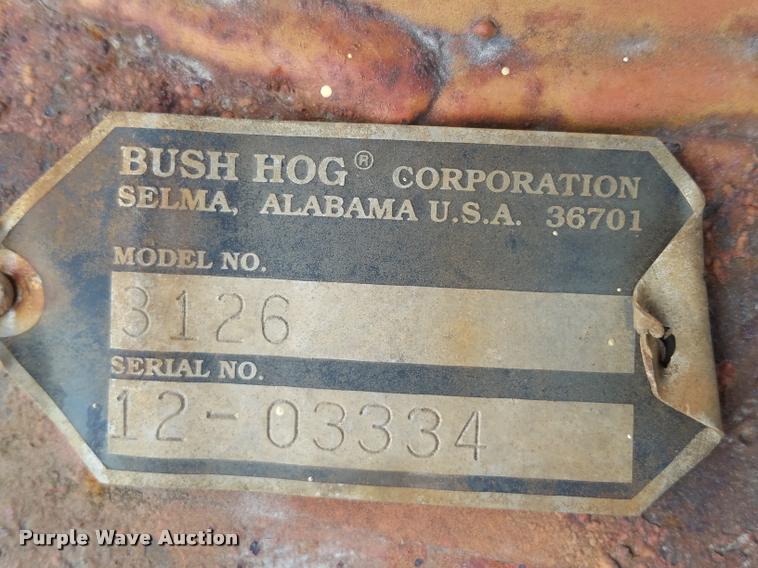 BUSH HOG® CORPORATION
SELMA, ALABAMA U.S.A. 36701
MODEL NO.
3126
SERIAL NO.
12-03334
Purple Wave Auction